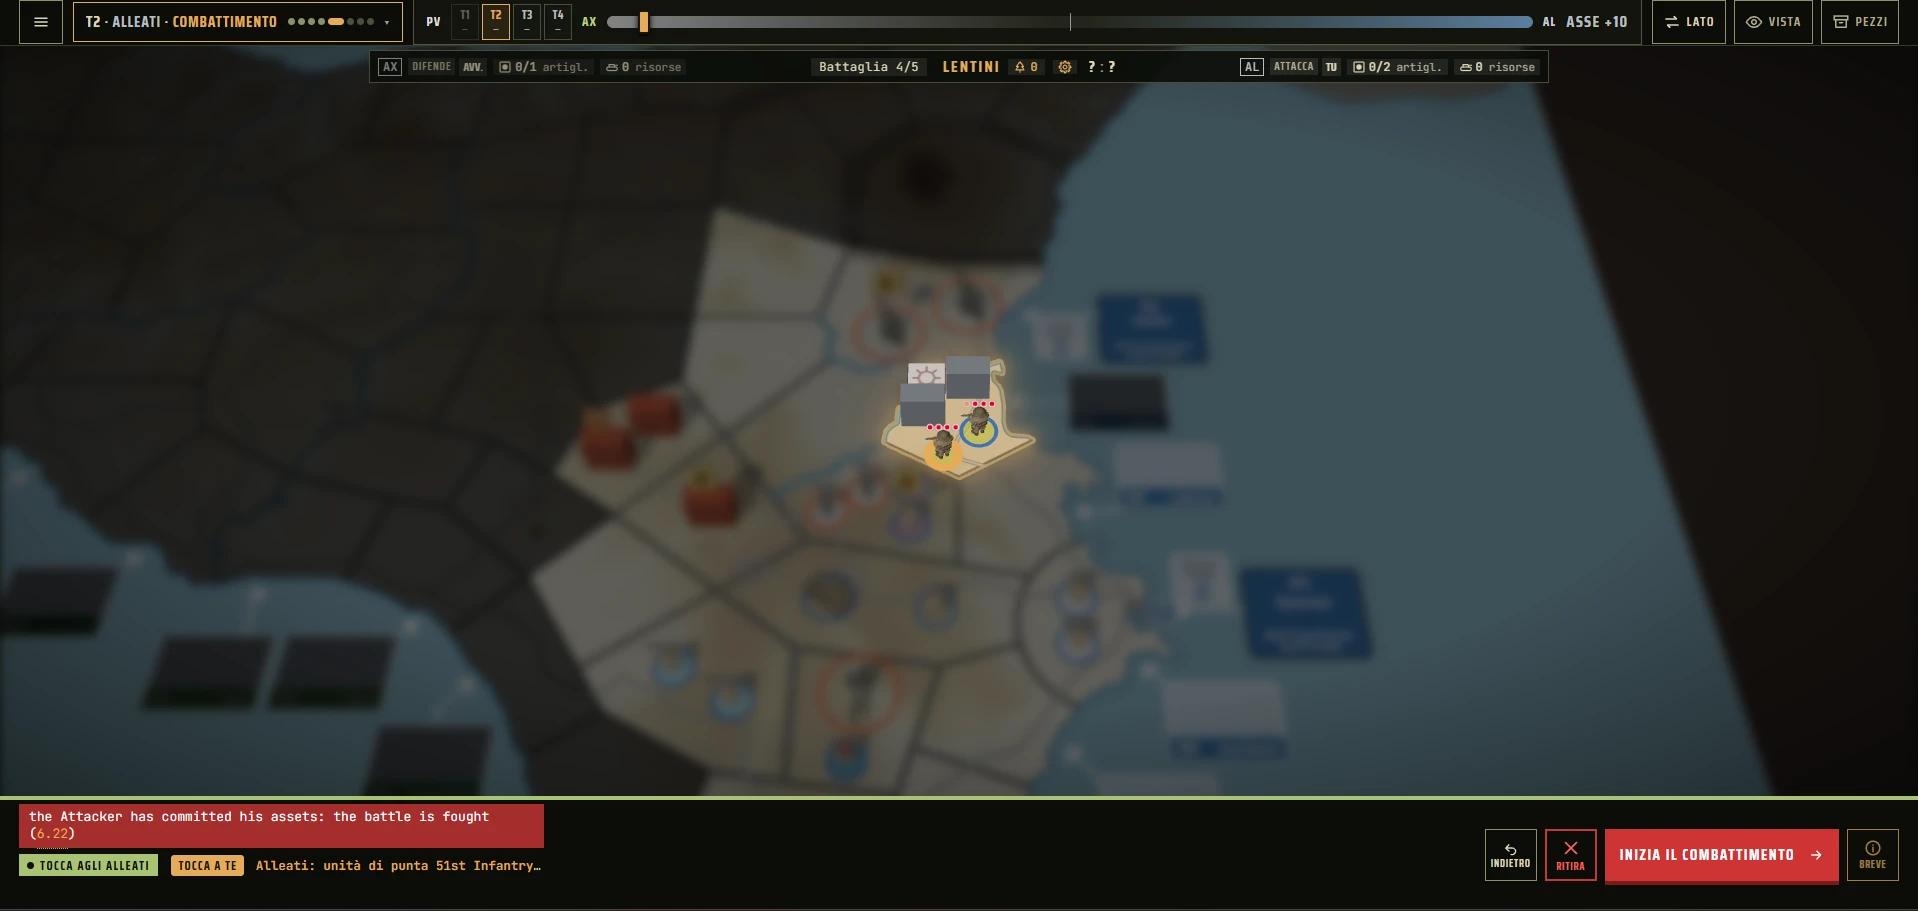 T2 · ALLEATI · COMBATTIMENTO
PV
T1 –
T2 –
T3 –
T4 –
AX
AL ASSE +10
LATO
VISTA
PEZZI
AX DIFENDE AVV. 0/1 artigl. 0 risorse
Battaglia 4/5 LENTINI 0 ? : ?
AL ATTACCA TU 0/2 artigl. 0 risorse
the Attacker has committed his assets: the battle is fought
(6.22)
TOCCA AGLI ALLEATI TOCCA A TE Alleati: unità di punta 51st Infantry…
INDIETRO
RITIRA
INIZIA IL COMBATTIMENTO →
BREVE